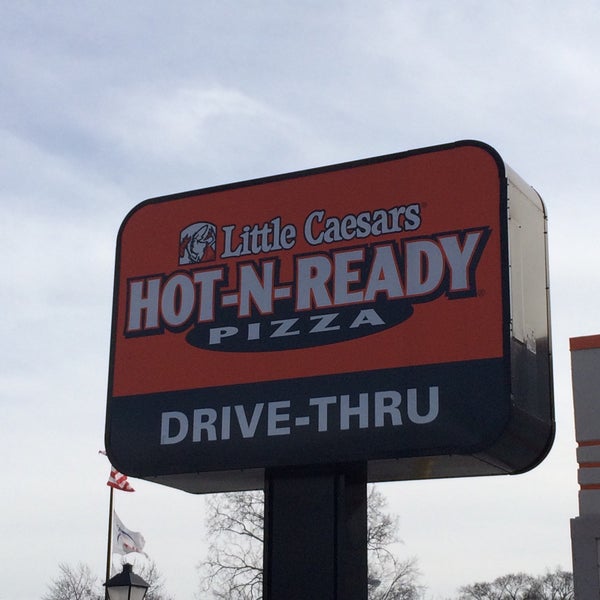 Little Caesars
HOT-N-READY
PIZZA
DRIVE-THRU